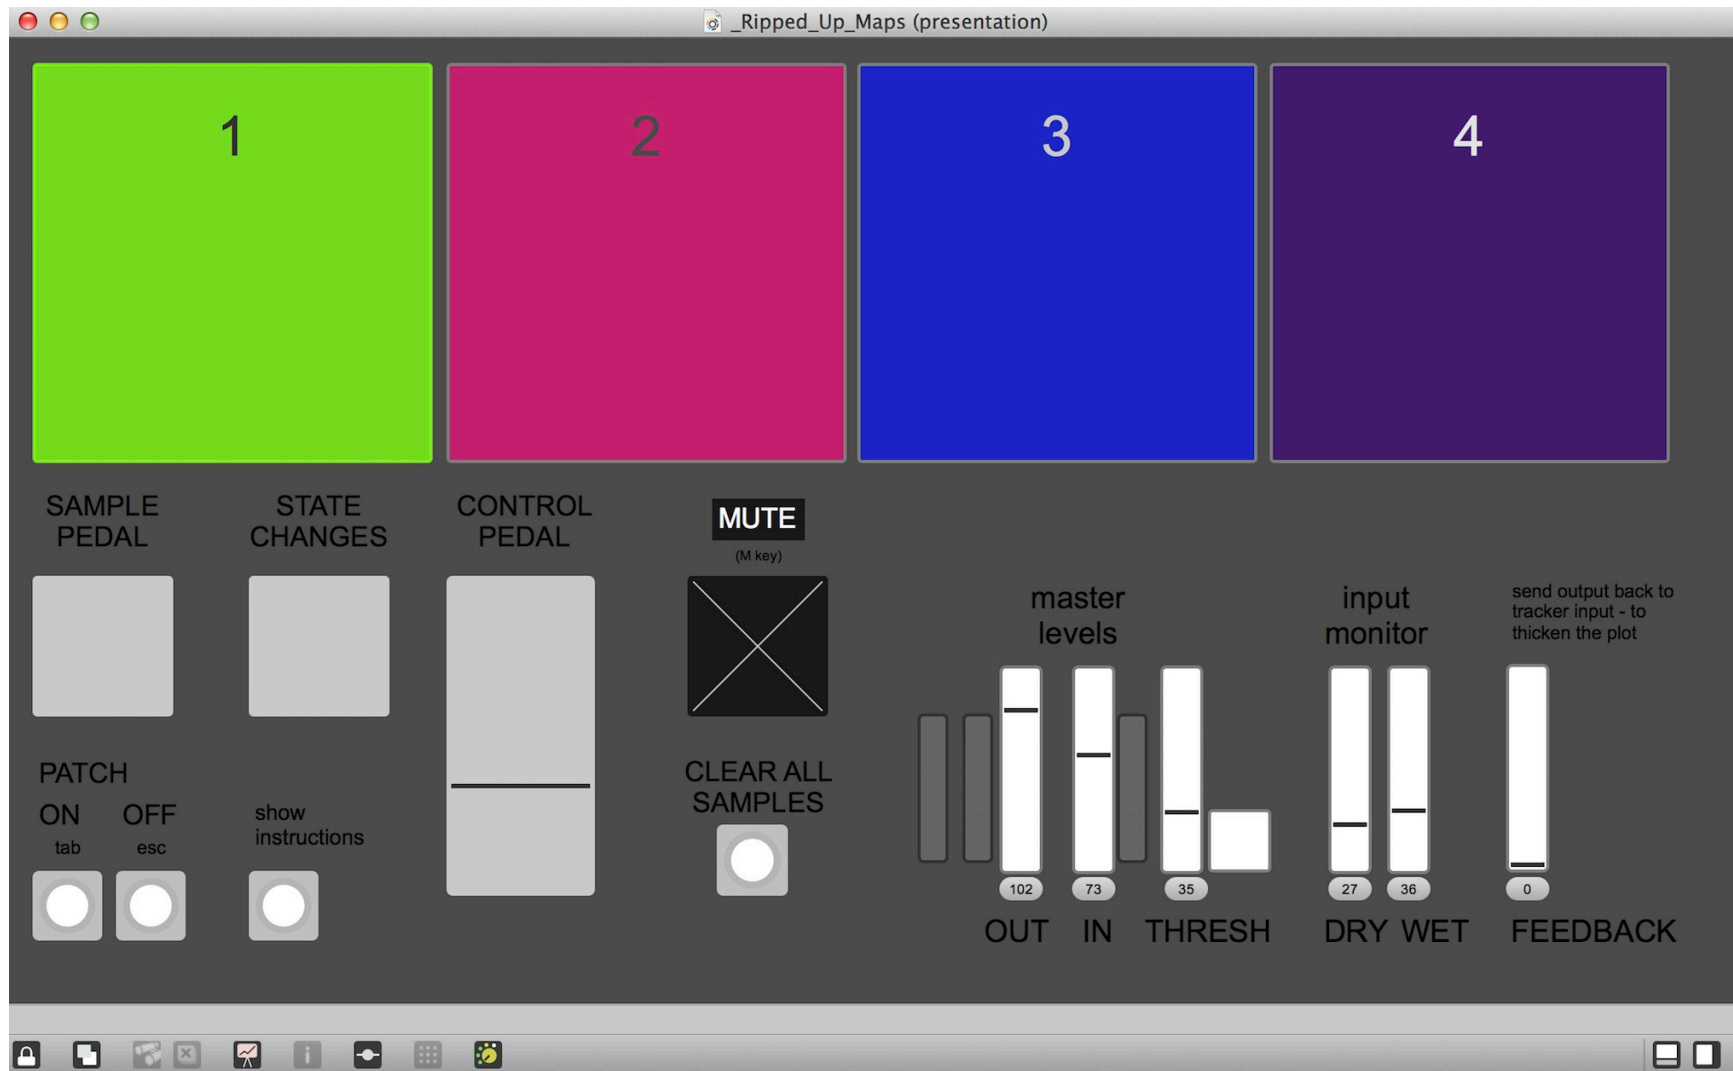 _Ripped_Up_Maps (presentation)
1
2
3
4
SAMPLE
PEDAL
STATE
CHANGES
CONTROL
PEDAL
MUTE
(M key)
master
levels
input
monitor
send output back to
tracker input - to
thicken the plot
PATCH
ON
OFF
tab
esc
show
instructions
CLEAR ALL
SAMPLES
102
73
35
27
36
0
OUT
IN
THRESH
DRY
WET
FEEDBACK